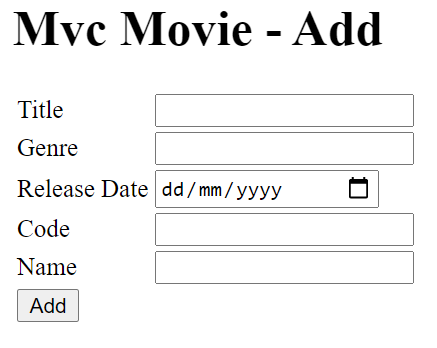 Mvc Movie - Add
Title
Genre
Release Date dd/mm/yyyy
Code
Name
Add